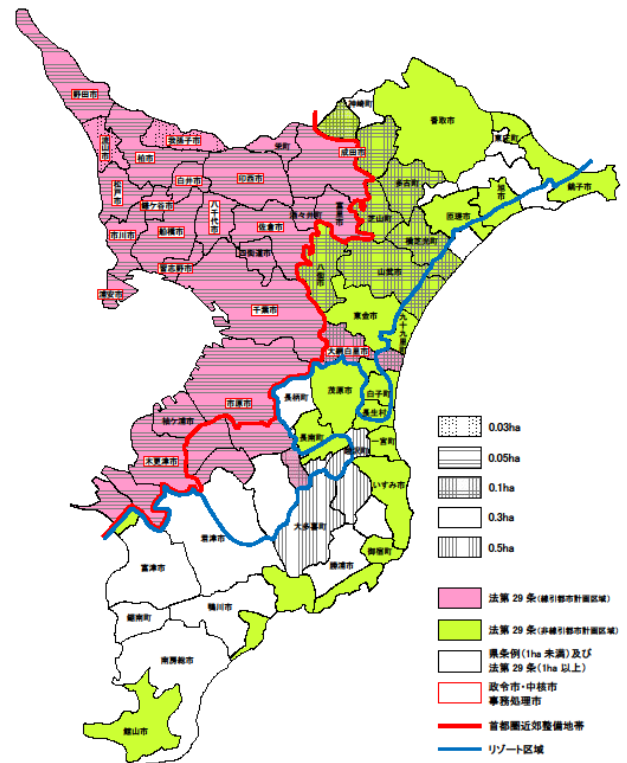 野田市
神崎町
香取市
流山市
我孫子市
栄町
成田市
東庄町
柏市
印西市
多古町
銚子市
松戸市
白井市
旭市
鎌ケ谷市
八千代市
酒々井町
富里市
芝山町
匝瑳市
市川市
船橋市
佐倉市
横芝光町
四街道市
習志野市
八街市
山武市
浦安市
千葉市
東金市
九十九里町
大網白里市
市原市
長柄町
茂原市
白子町
袖ケ浦市
長生村
長南町
一宮町
睦沢町
木更津市
いすみ市
大多喜町
君津市
御宿町
富津市
勝浦市
鴨川市
鋸南町
南房総市
館山市
0.03ha
0.05ha
0.1ha
0.3ha
0.5ha
法第 29 条(線引都市計画区域)
法第 29 条(非線引都市計画区域)
県条例(1ha 未満)及び
法第 29 条(1ha 以上)
政令市・中核市
事務処理市
首都圏近郊整備地帯
リゾート区域